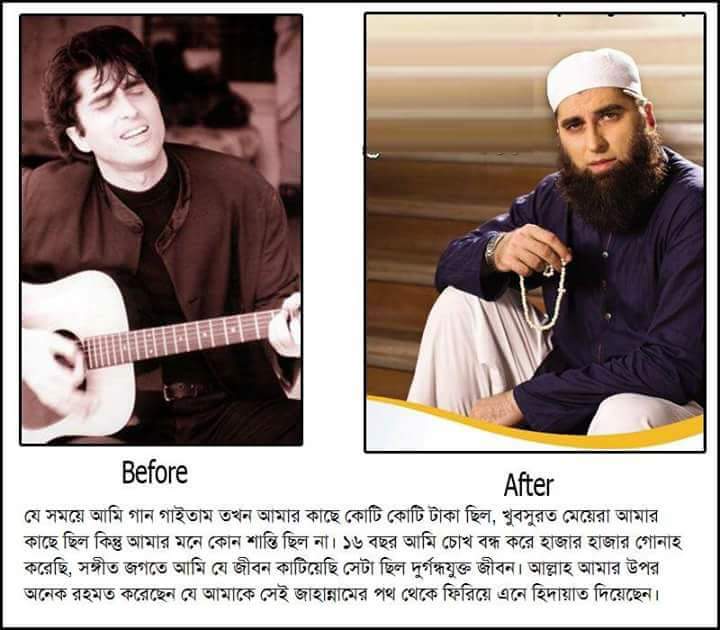 Before
After
যে সময়ে আমি গান গাইতাম তখন আমার কাছে কোটি কোটি টাকা ছিল, খুবসুরত মেয়েরা আমার
কাছে ছিল কিন্তু আমার মনে কোন শান্তি ছিল না। ১৬ বছর আমি চোখ বন্ধ করে হাজার হাজার গোনাহ
করেছি, সঙ্গীত জগতে আমি যে জীবন কাটিয়েছি সেটা ছিল দুর্গন্ধযুক্ত জীবন। আল্লাহ আমার উপর
অনেক রহমত করেছেন যে আমাকে সেই জাহান্নামের পথ থেকে ফিরিয়ে এনে হিদায়াত দিয়েছেন।